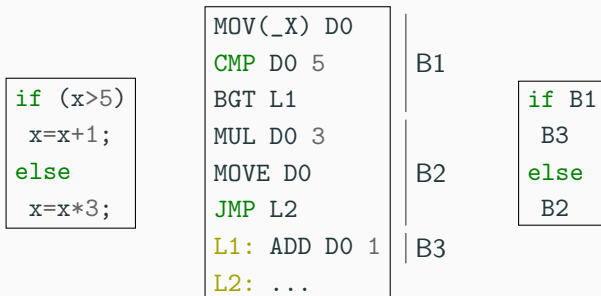 if (x>5)
x=x+1;
else
x=x*3;
MOV(_X) D0
CMP D0 5
BGT L1
MUL D0 3
MOVE D0
JMP L2
L1: ADD D0 1
L2: ...
B1
B2
B3
if B1
B3
else
B2